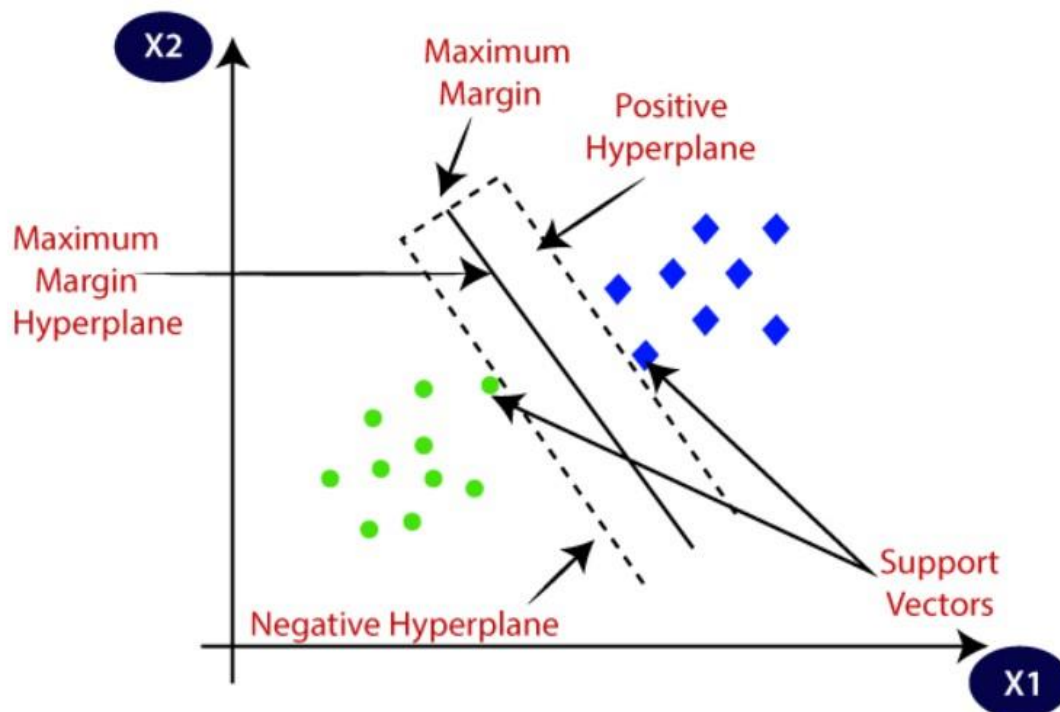 X2
Maximum
Margin
Positive
Hyperplane
Maximum
Margin
Hyperplane
Support
Vectors
Negative Hyperplane
X1